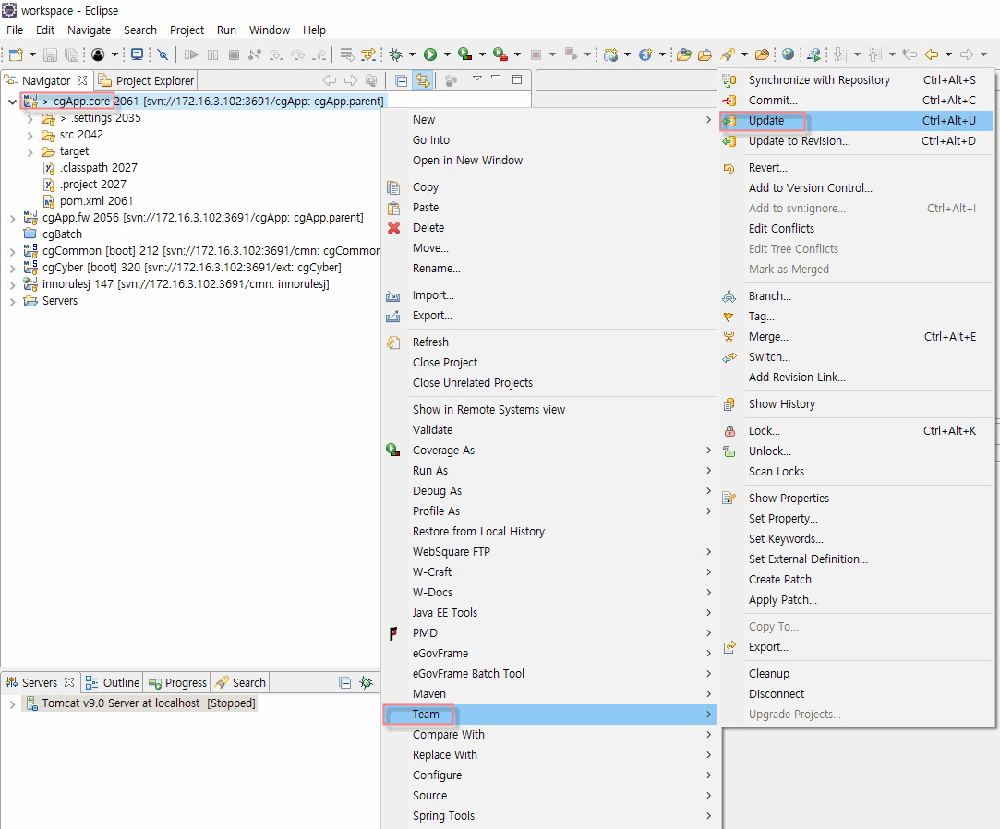 workspace - Eclipse
File Edit Navigate Search Project Run Window Help
Navigator Project Explorer
> cgApp.core 2061 [svn://172.16.3.102:3691/cgApp: cgApp.parent]
> .settings 2035
src 2042
target
.classpath 2027
.project 2027
pom.xml 2061
cgApp.fw 2056 [svn://172.16.3.102:3691/cgApp: cgApp.parent]
cgBatch
cgCommon [boot] 212 [svn://172.16.3.102:3691/cmn: cgCommon
cgCyber [boot] 320 [svn://172.16.3.102:3691/ext: cgCyber]
innorulesj 147 [svn://172.16.3.102:3691/cmn: innorulesj]
Servers
Servers Outline Progress Search
Tomcat v9.0 Server at localhost [Stopped]
New
Go Into
Open in New Window
Copy
Paste
Delete
Move...
Rename...
Import...
Export...
Refresh
Close Project
Close Unrelated Projects
Show in Remote Systems view
Validate
Coverage As
Run As
Debug As
Profile As
Restore from Local History...
WebSquare FTP
W-Craft
W-Docs
Java EE Tools
PMD
eGovFrame
eGovFrame Batch Tool
Maven
Team
Compare With
Replace With
Configure
Source
Spring Tools
Synchronize with Repository Ctrl+Alt+S
Commit... Ctrl+Alt+C
Update Ctrl+Alt+U
Update to Revision... Ctrl+Alt+D
Revert...
Add to Version Control...
Add to svn:ignore... Ctrl+Alt+I
Edit Conflicts
Edit Tree Conflicts
Mark as Merged
Branch...
Tag...
Merge... Ctrl+Alt+E
Switch...
Add Revision Link...
Show History
Lock... Ctrl+Alt+K
Unlock...
Scan Locks
Show Properties
Set Property...
Set Keywords...
Set External Definition...
Create Patch...
Apply Patch...
Copy To...
Export...
Cleanup
Disconnect
Upgrade Projects...